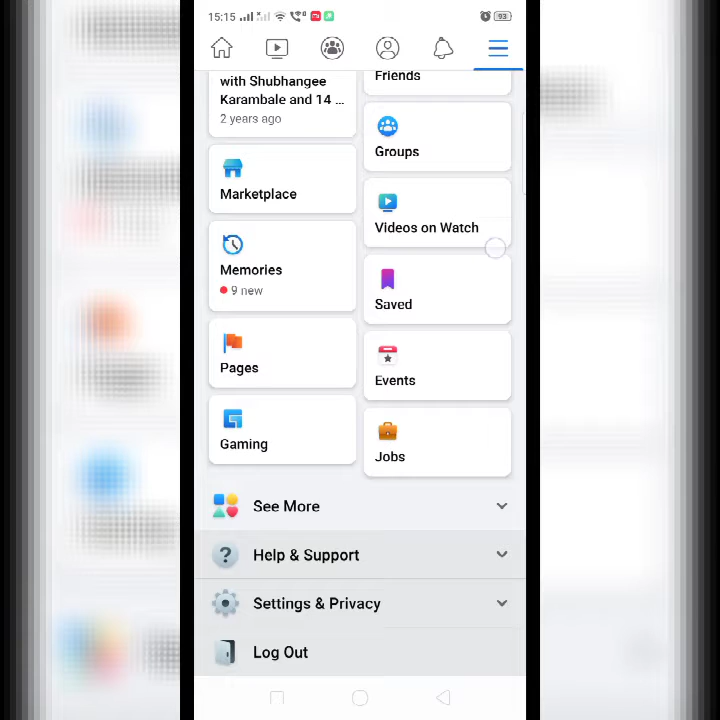 15:15
93
with Shubhangee
Karambale and 14 ...
2 years ago
Friends
Groups
Marketplace
Videos on Watch
Memories
9 new
Saved
Pages
Events
Gaming
Jobs
See More
Help & Support
Settings & Privacy
Log Out